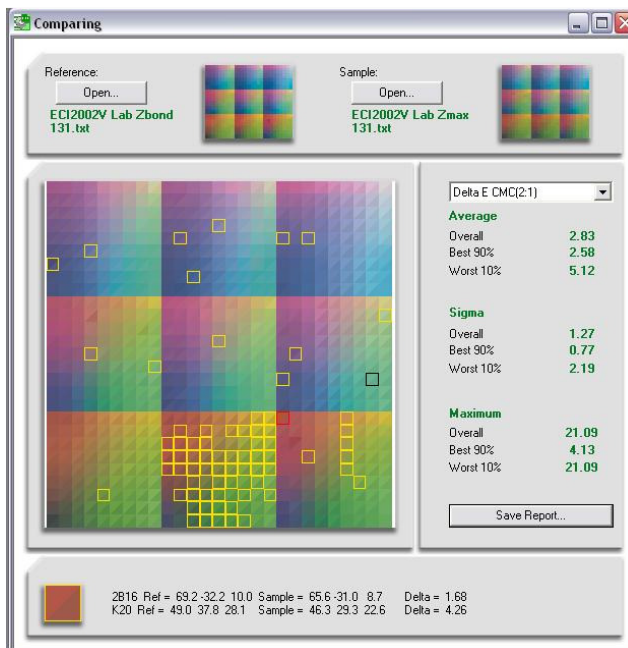 Comparing
Reference:
Open...
ECI2002V Lab Zbond
131.txt
Sample:
Open...
ECI2002V Lab Zmax
131.txt
Delta E CMC(2:1)
Average
Overall 2.83
Best 90% 2.58
Worst 10% 5.12
Sigma
Overall 1.27
Best 90% 0.77
Worst 10% 2.19
Maximum
Overall 21.09
Best 90% 4.13
Worst 10% 21.09
Save Report...
2B16 Ref = 69.2 -32.2 10.0 Sample = 65.6 -31.0 8.7 Delta = 1.68
K20 Ref = 49.0 37.8 28.1 Sample = 46.3 29.3 22.6 Delta = 4.26